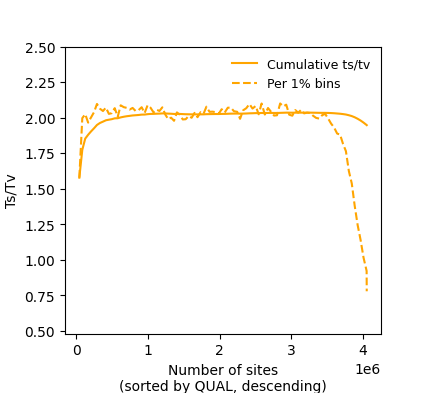 2.50
2.25
2.00
1.75
1.50
1.25
1.00
0.75
0.50
Ts/Tv
Cumulative ts/tv
Per 1% bins
0
1
2
3
4
1e6
Number of sites
(sorted by QUAL, descending)